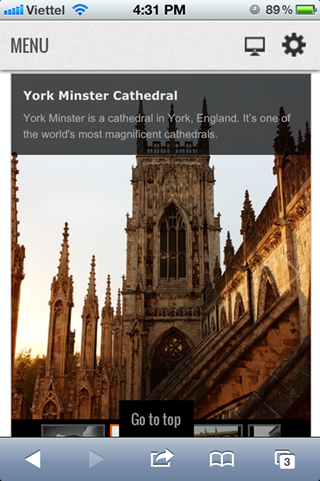 Viettel 4:31 PM 89%
MENU
York Minster Cathedral
York Minster is a cathedral in York, England. It's one of
the world's most magnificent cathedrals.
Go to top
3